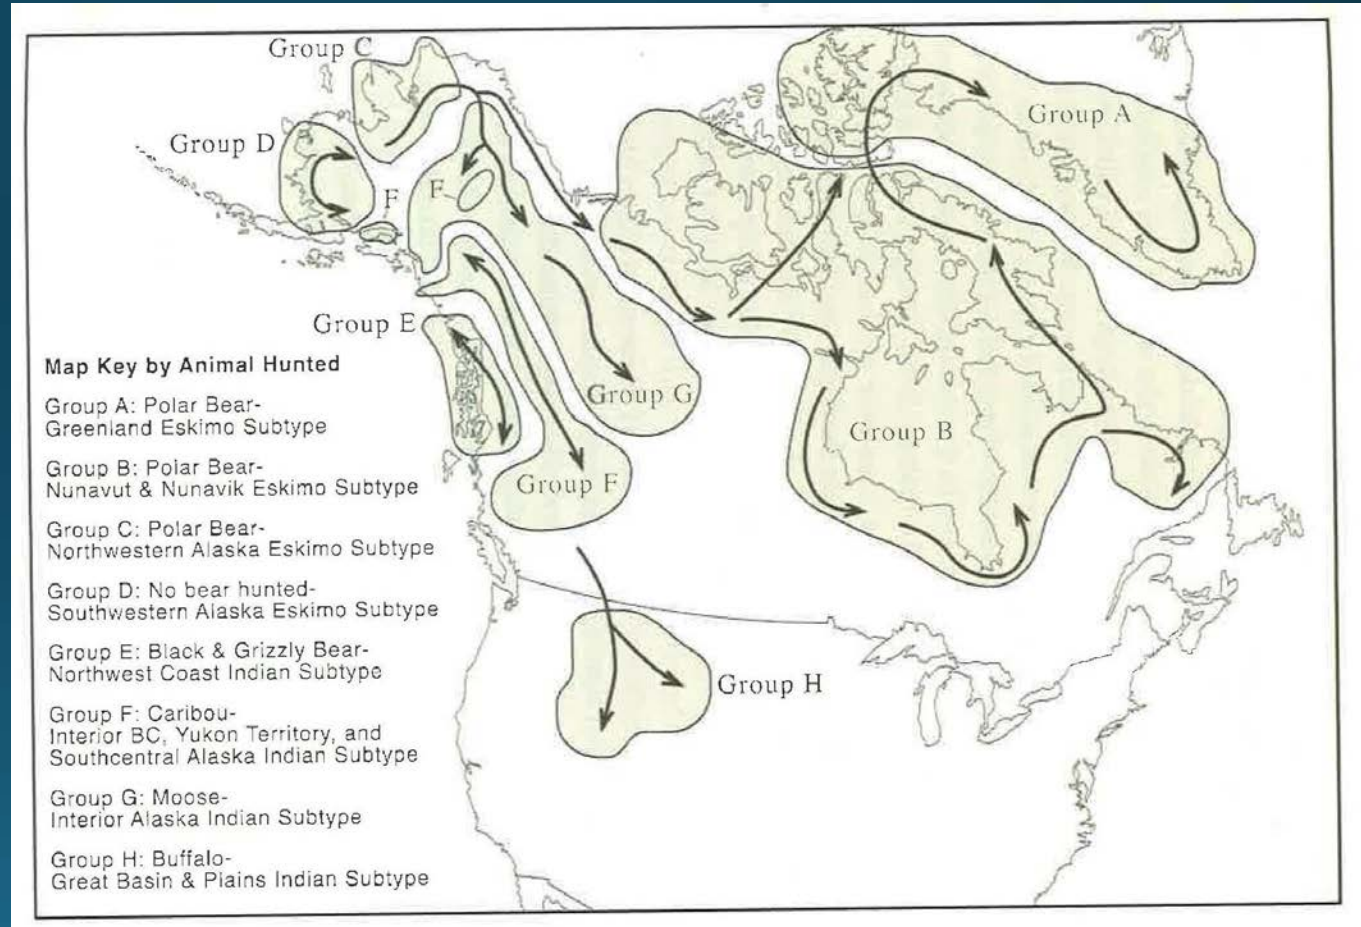 Group C
Group A
Group D
F
F
Group E
Group B
Group G
Group F
Group H
Map Key by Animal Hunted
Group A: Polar Bear-
Greenland Eskimo Subtype
Group B: Polar Bear-
Nunavut & Nunavik Eskimo Subtype
Group C: Polar Bear-
Northwestern Alaska Eskimo Subtype
Group D: No bear hunted-
Southwestern Alaska Eskimo Subtype
Group E: Black & Grizzly Bear-
Northwest Coast Indian Subtype
Group F: Caribou-
Interior BC, Yukon Territory, and
Southcentral Alaska Indian Subtype
Group G: Moose-
Interior Alaska Indian Subtype
Group H: Buffalo-
Great Basin & Plains Indian Subtype